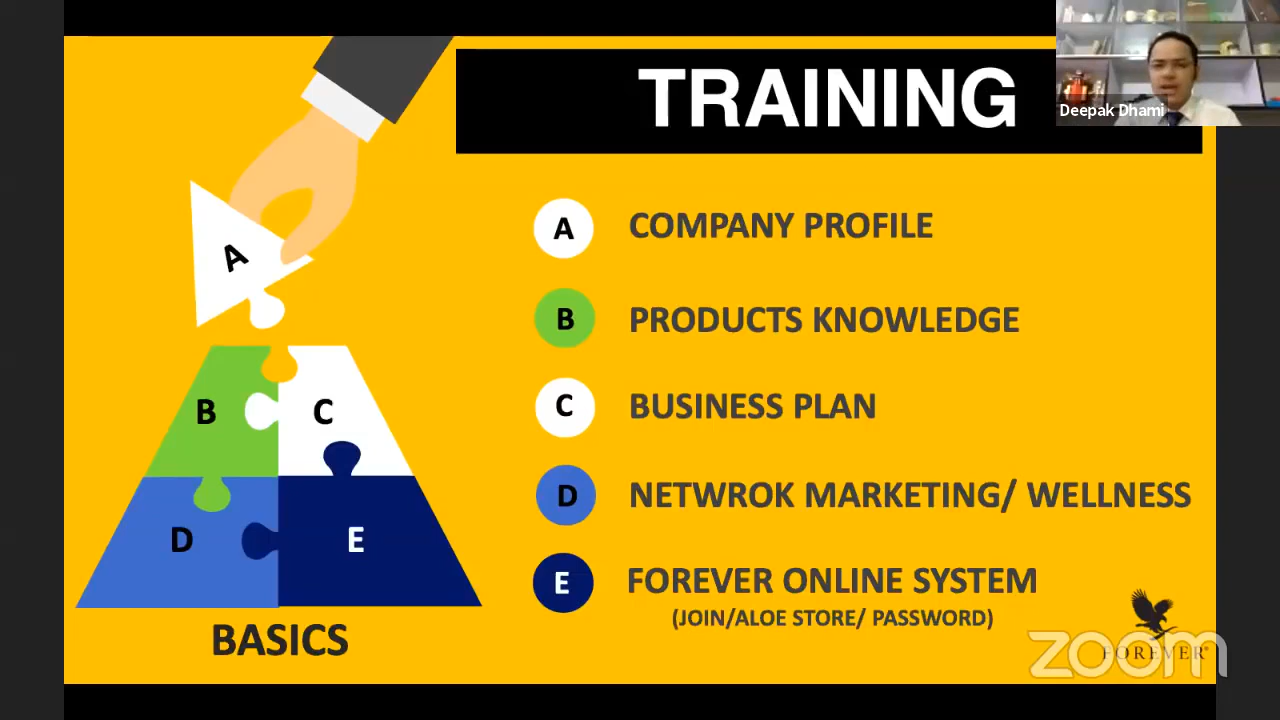 TRAINING
Deepak Dhami
A
A COMPANY PROFILE
B PRODUCTS KNOWLEDGE
B C
C BUSINESS PLAN
D NETWROK MARKETING/ WELLNESS
D E
E FOREVER ONLINE SYSTEM
(JOIN/ALOE STORE/ PASSWORD)
BASICS
FOREVER®
zoom